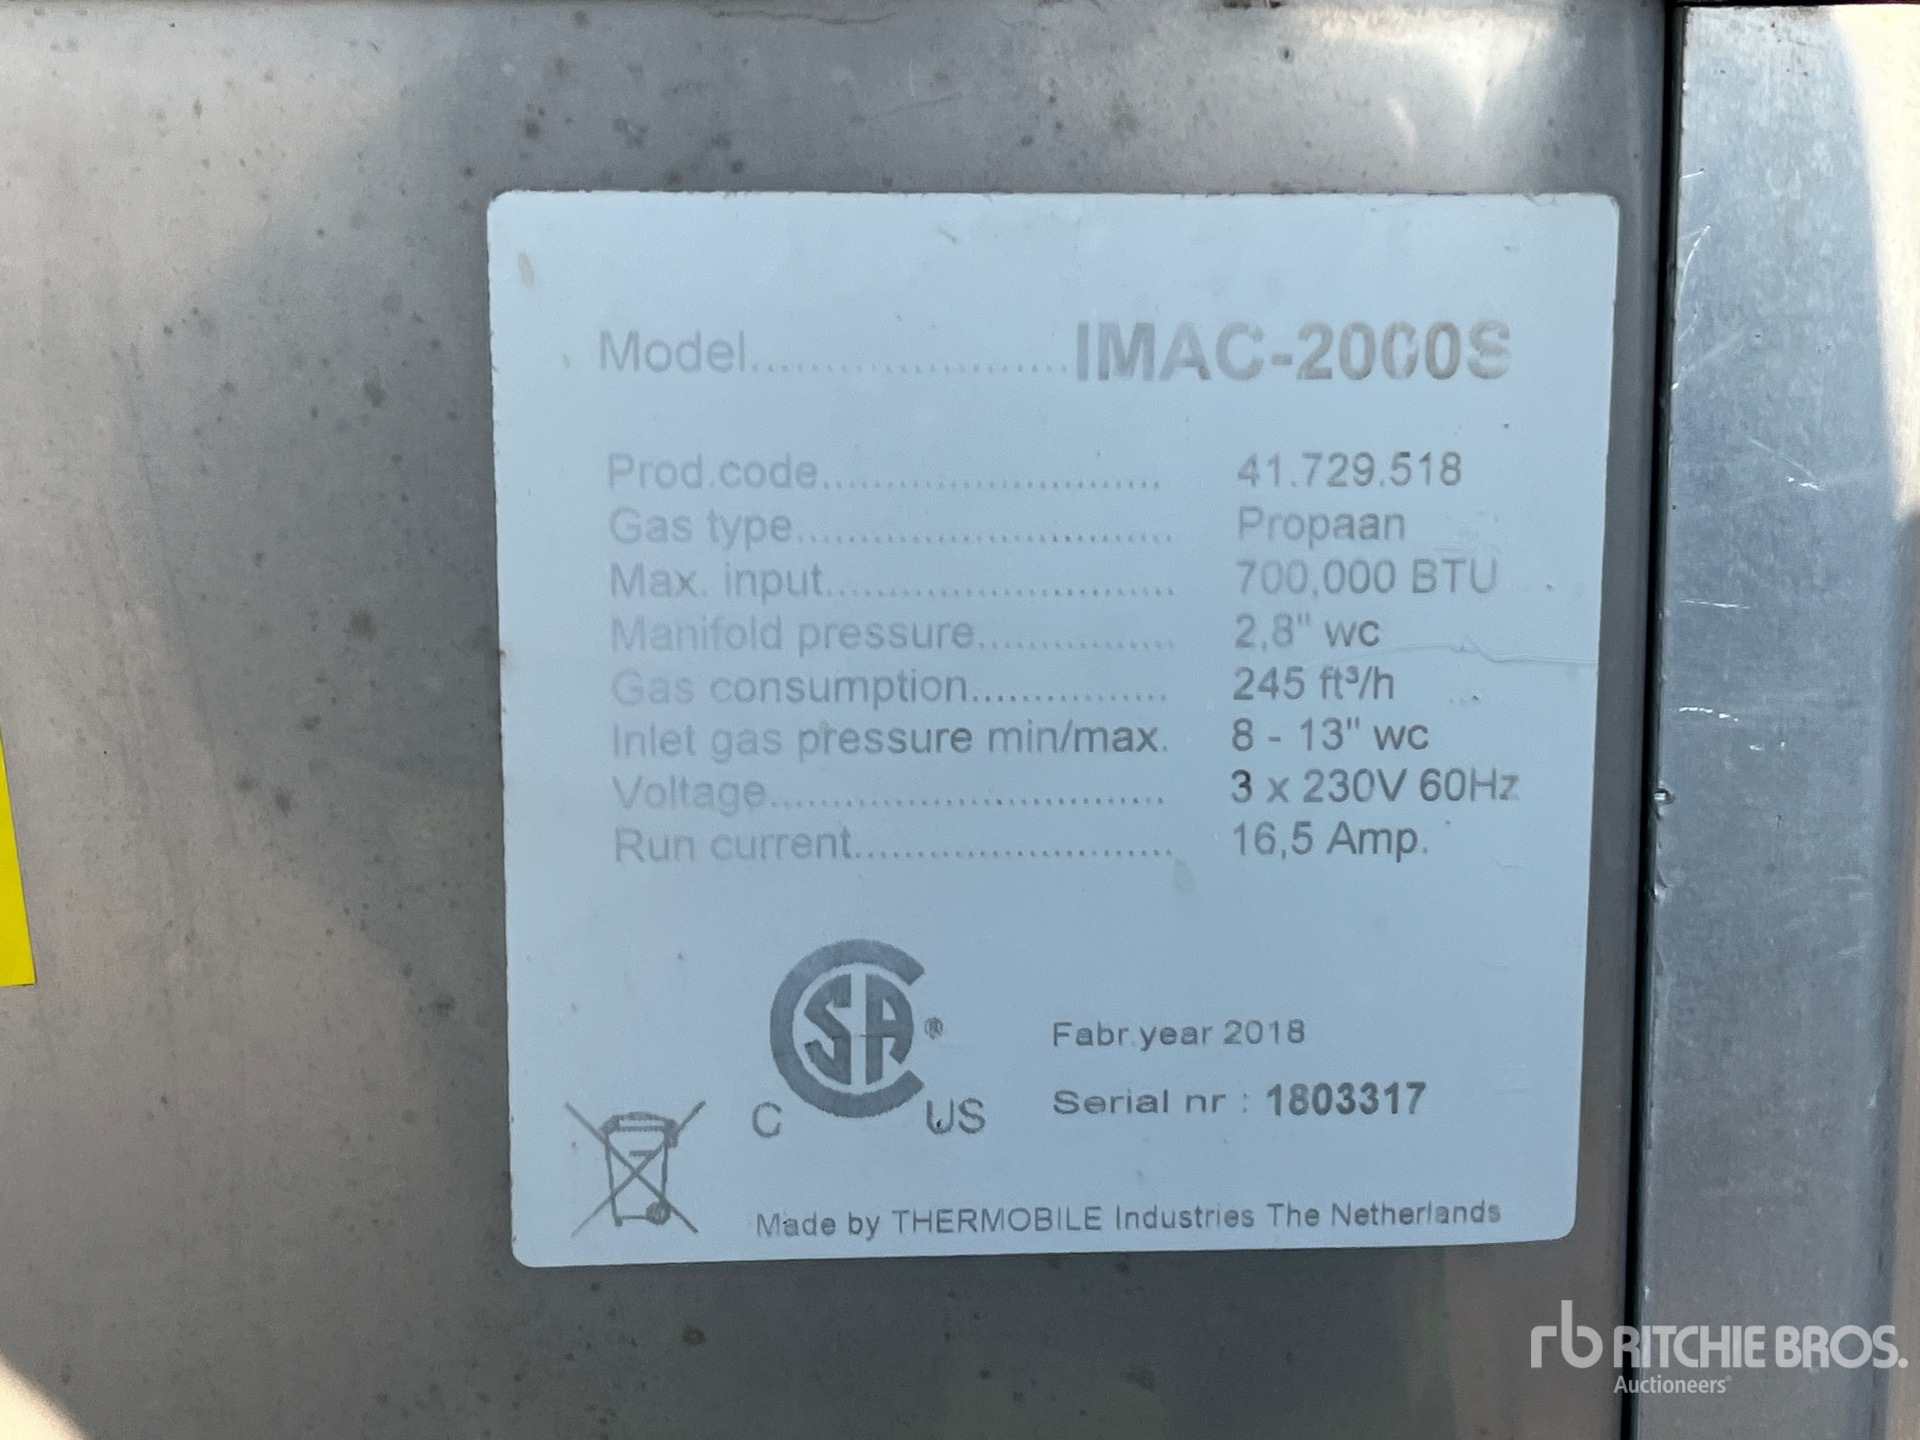 Model..........................IMAC-2000S
Prod.code........................... 41.729.518
Gas type.............................. Propaan
Max. input............................ 700,000 BTU
Manifold pressure................ 2,8" wc
Gas consumption................ 245 ft³/h
Inlet gas pressure min/max. 8 - 13" wc
Voltage................................ 3 x 230V 60Hz
Run current.......................... 16,5 Amp.
CSA®
C US
Fabr.year 2018
Serial nr : 1803317
Made by THERMOBILE Industries The Netherlands
rb RITCHIE BROS.
Auctioneers